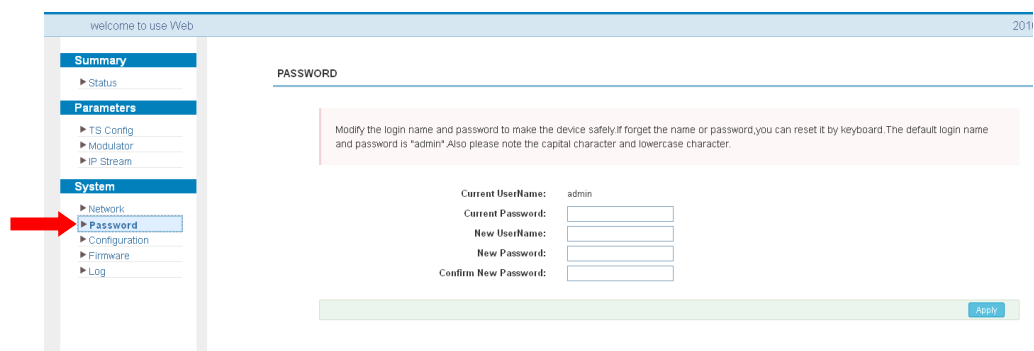 welcome to use Web
Summary
Status
Parameters
TS Config
Modulator
IP Stream
System
Network
Password
Configuration
Firmware
Log
PASSWORD
Modify the login name and password to make the device safely.If forget the name or password,you can reset it by keyboard.The default login name
and password is "admin".Also please note the capital character and lowercase character.
Current UserName: admin
Current Password:
New UserName:
New Password:
Confirm New Password:
Apply